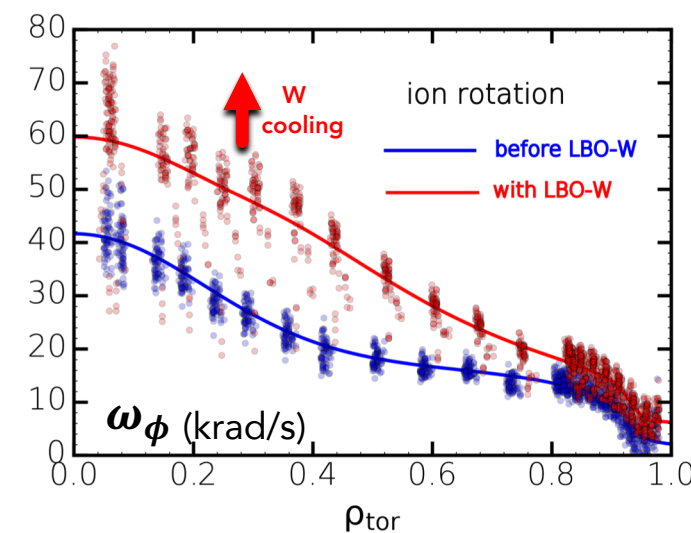 80
70
60
50
40
30
20
10
0
W
cooling
ion rotation
before LBO-W
with LBO-W
ωϕ (krad/s)
0.0 0.2 0.4 0.6 0.8 1.0
ρtor